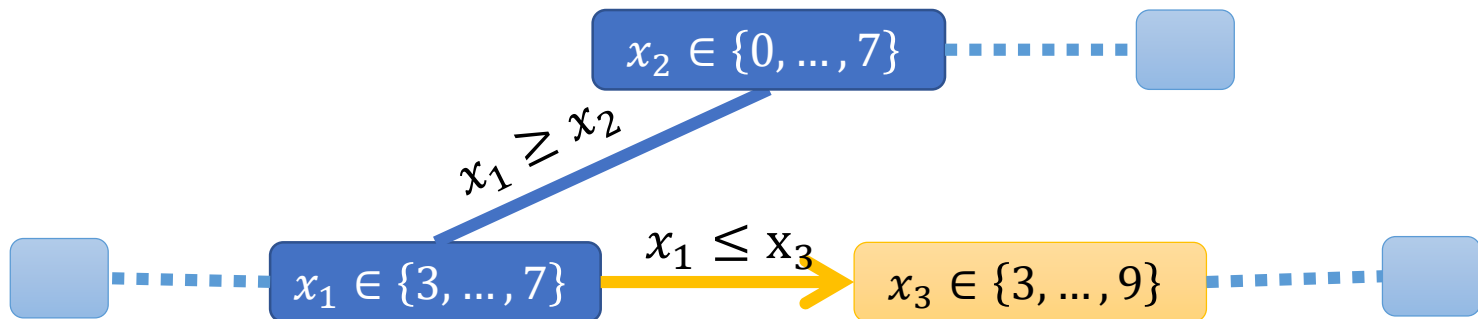 x₂ ∈ {0, … , 7}
x₁ ≥ x₂
x₁ ≤ x₃
x₁ ∈ {3, … , 7}
x₃ ∈ {3, … , 9}